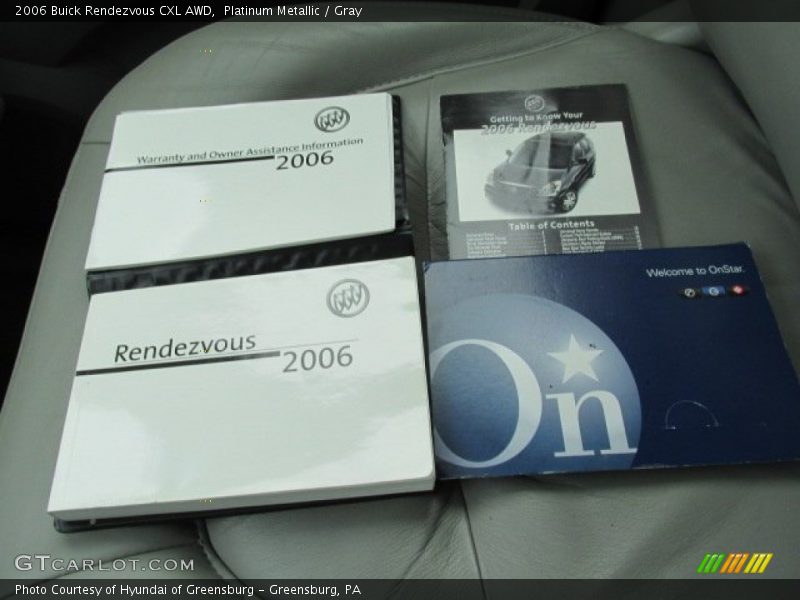 2006 Buick Rendezvous CXL AWD,  Platinum Metallic / Gray
Warranty and Owner Assistance Information
2006
Getting to Know Your
2006 Rendezvous
Table of Contents
Welcome to OnStar.
Rendezvous
2006
On
GTCARLOT.COM
Photo Courtesy of Hyundai of Greensburg - Greensburg, PA